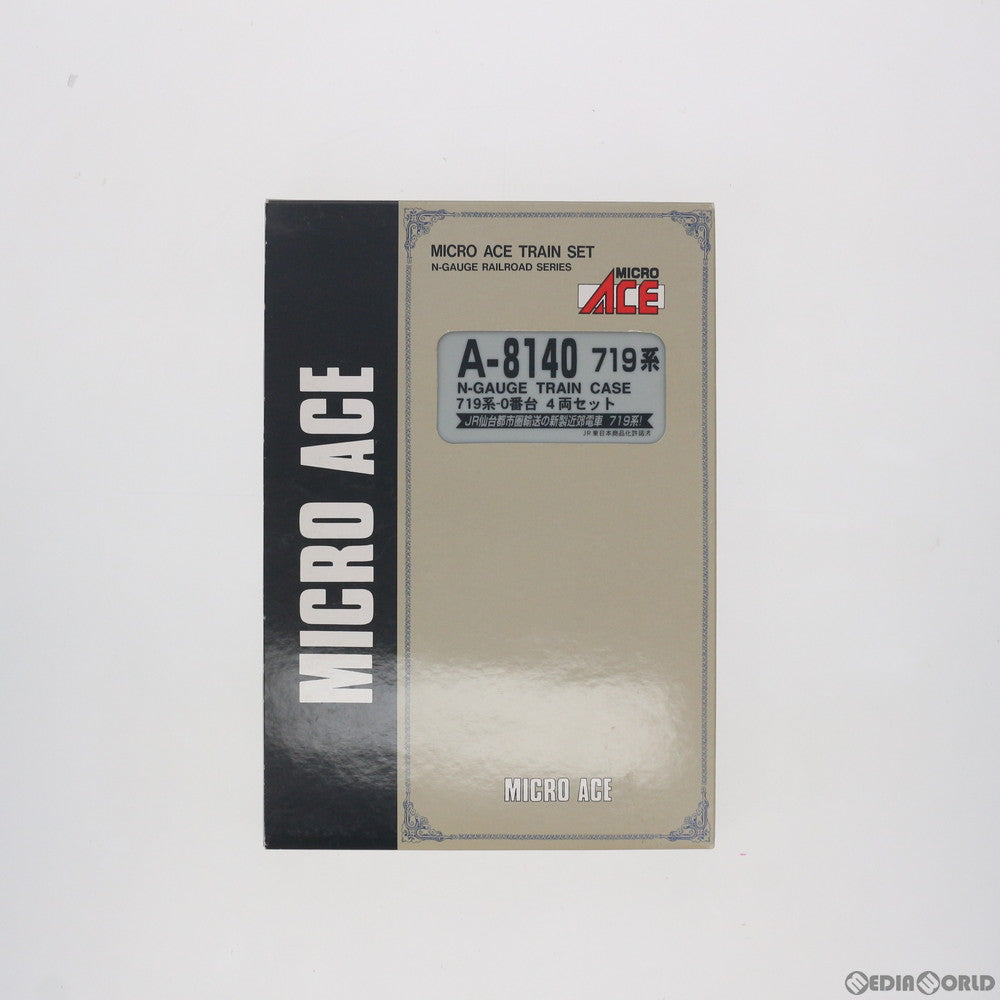 MICRO ACE
MICRO ACE TRAIN SET
N-GAUGE RAILROAD SERIES
MICRO
ACE
A-8140 719系
N-GAUGE TRAIN CASE
719系-0番台 4両セット
JR仙台都市圏輸送の新製近郊電車 719系!
JR東日本商品化許諾済
MICRO ACE
MEDIAWORLD